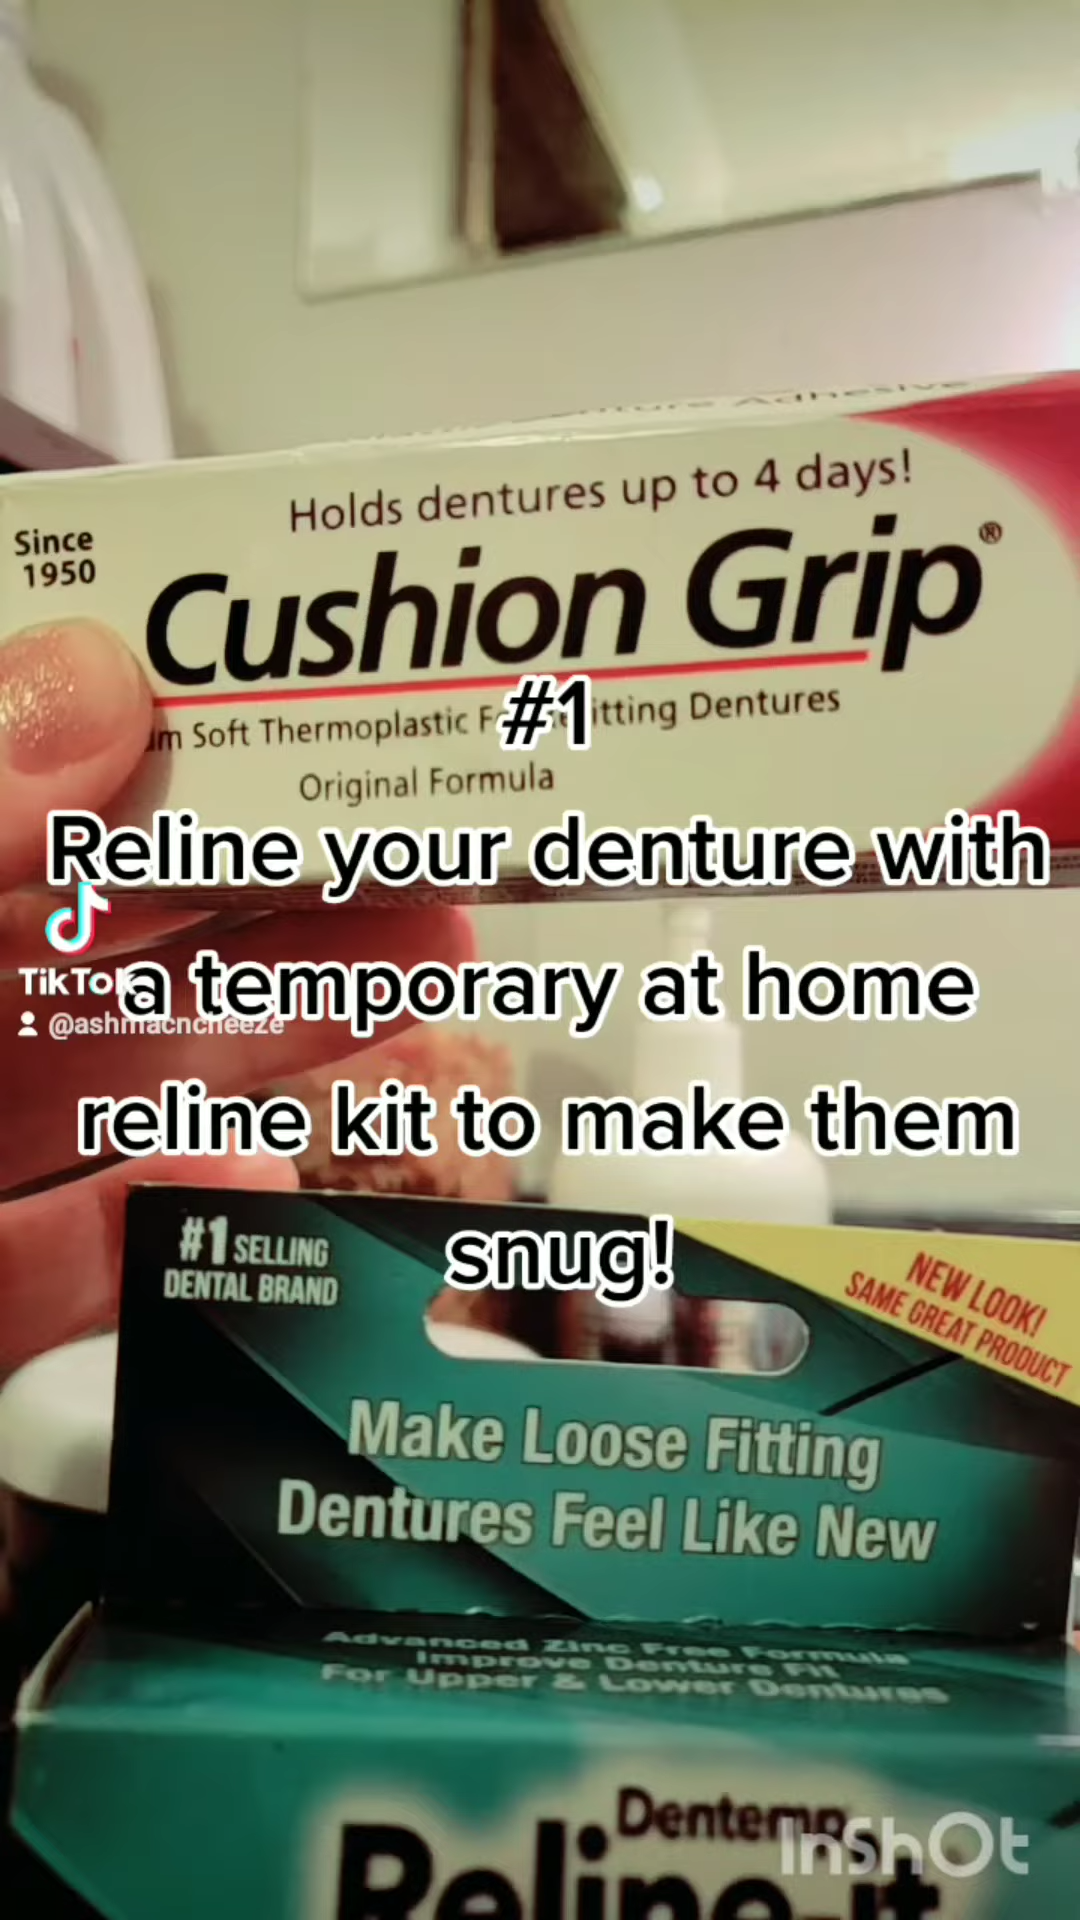 Holds dentures up to 4 days!
Since
1950
Cushion Grip®
Soft Thermoplastic itting Dentures
Original Formula
#1
Reline your denture with
a temporary at home
reline kit to make them
snug!
TikTok
@ashmacncheeze
#1 SELLING
DENTAL BRAND
NEW LOOK!
SAME GREAT PRODUCT
Make Loose Fitting
Dentures Feel Like New
Advanced Zinc Free Formula
Improve Denture Fit
For Upper & Lower Dentures
Dentemp
Reline-it
InShOt